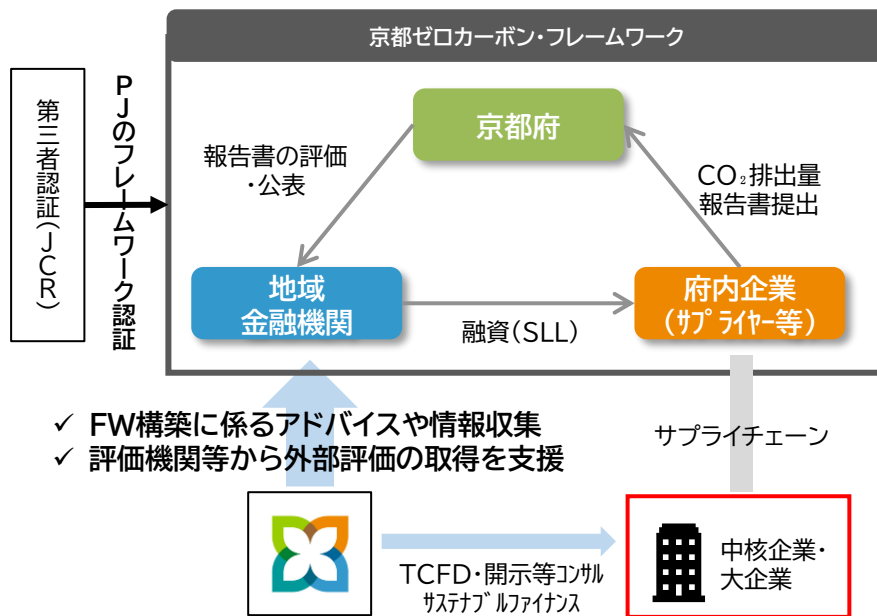 京都ゼロカーボン・フレームワーク
第三者認証(JCR)
PJのフレームワーク認証
京都府
報告書の評価
・公表
CO₂排出量
報告書提出
地域
金融機関
融資(SLL)
府内企業
(ｻﾌﾟﾗｲﾔｰ等)
✓ FW構築に係るアドバイスや情報収集
✓ 評価機関等から外部評価の取得を支援
サプライチェーン
TCFD・開示等ｺﾝｻﾙ
ｻｽﾃﾅﾌﾞﾙﾌｧｲﾅﾝｽ
中核企業・
大企業